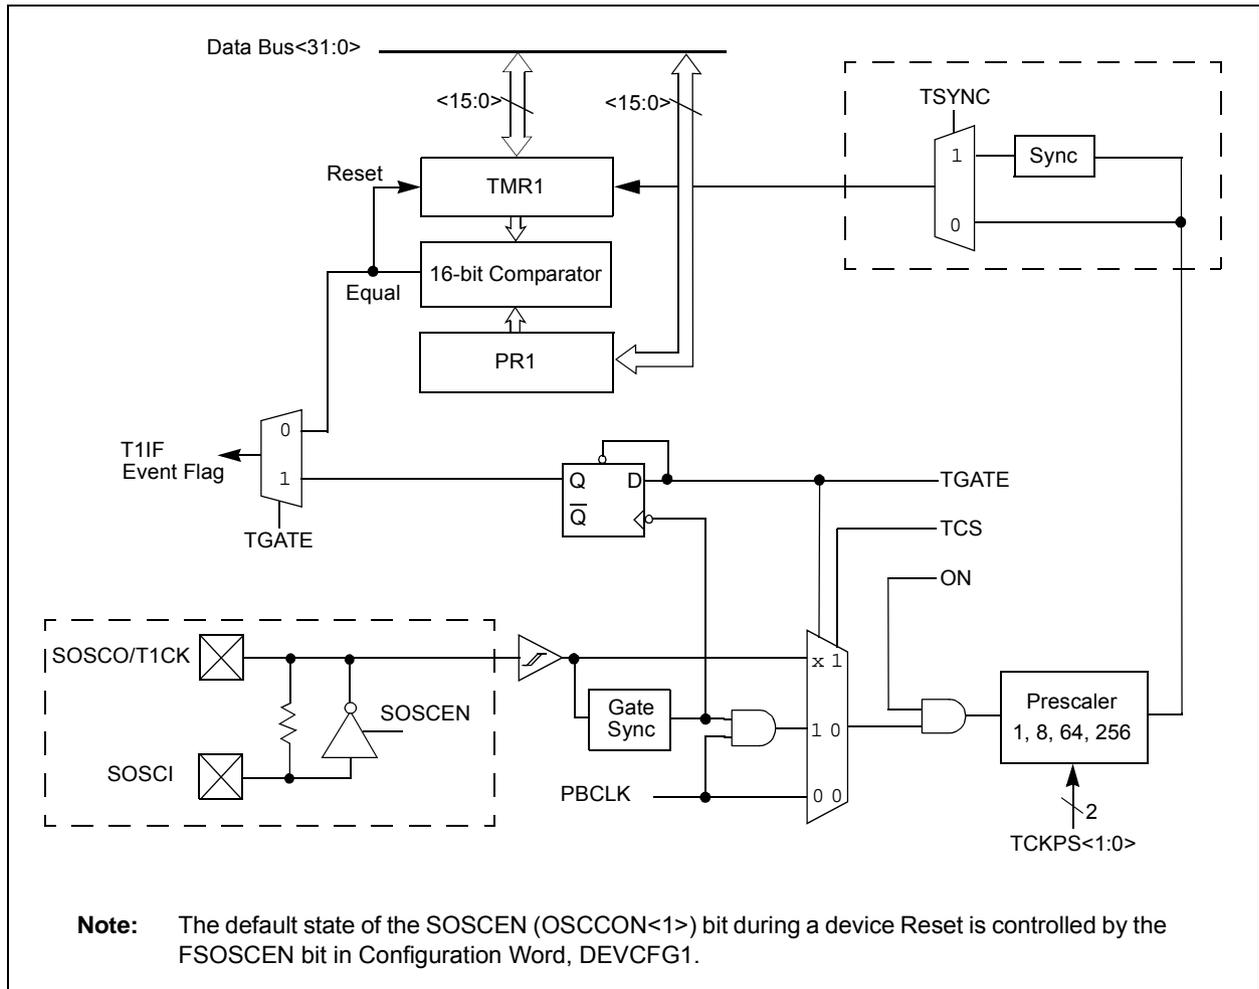 Data Bus<31:0>
<15:0>
<15:0>
TSYNC
1
Sync
0
Reset
TMR1
16-bit Comparator
Equal
PR1
0
T1IF
Event Flag
1
TGATE
Q
D
Q̅
TGATE
TCS
ON
SOSCO/T1CK
SOSCEN
SOSCI
Gate
Sync
PBCLK
x 1
1 0
0 0
Prescaler
1, 8, 64, 256
2
TCKPS<1:0>
Note: The default state of the SOSCEN (OSCCON<1>) bit during a device Reset is controlled by the
FSOSCEN bit in Configuration Word, DEVCFG1.